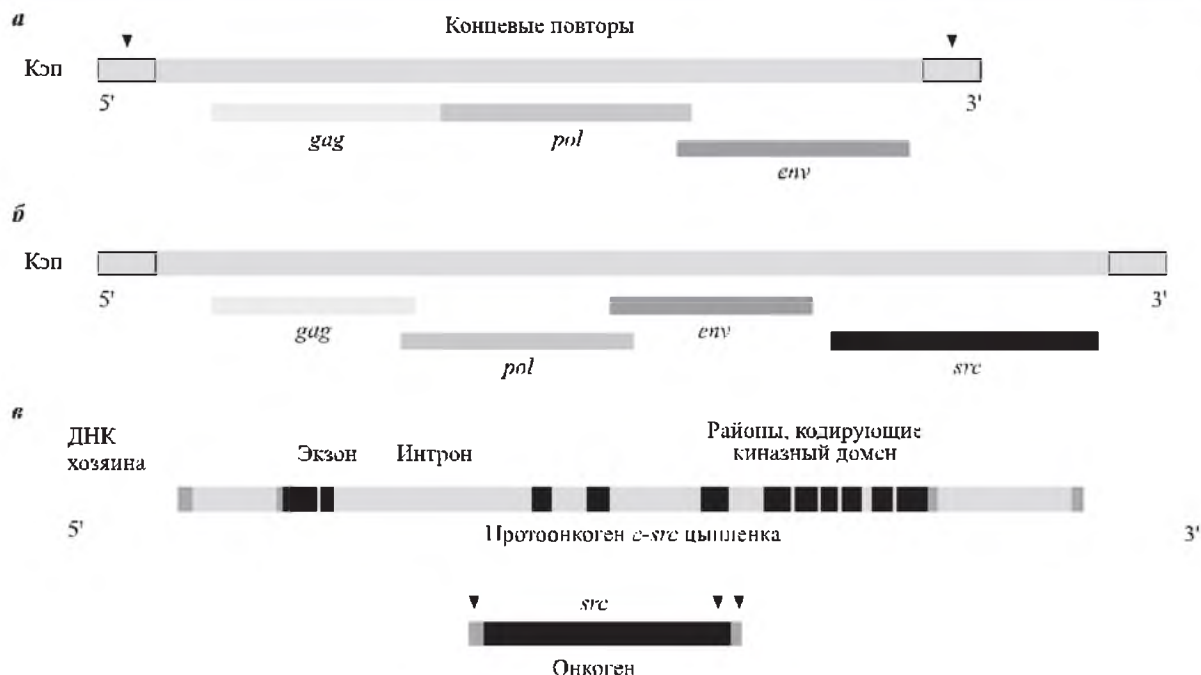 а
Концевые повторы
Кэп
5'
3'
gag
pol
env
б
Кэп
5'
3'
gag
pol
env
src
в
ДНК
хозяина
Экзон
Интрон
Районы, кодирующие
киназный домен
5'
3'
Протоонкоген c-src цыпленка
src
Онкоген